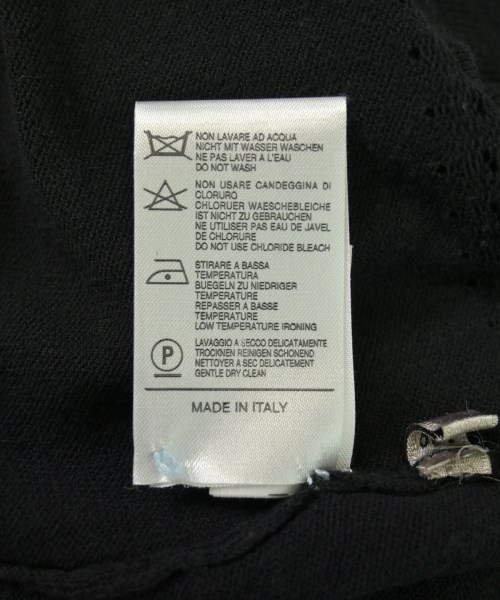 NON LAVARE AD ACQUA
NICHT MIT WASSER WASCHEN
NE PAS LAVER A L'EAU
DO NOT WASH
NON USARE CANDEGGINA DI
CLORURO
CHLORUER WAESCHEBLEICHE
IST NICHT ZU GEBRAUCHEN
NE UTILISER PAS EAU DE JAVEL
DE CHLORURE
DO NOT USE CHLORIDE BLEACH
STIRARE A BASSA
TEMPERATURA
BUEGELN ZU NIEDRIGER
TEMPERATURE
REPASSER A BASSE
TEMPERATURE
LOW TEMPERATURE IRONING
P
LAVAGGIO A SECCO DELICATAMENTE
TROCKNEN REINIGEN SCHONEND
NETTOYER A SEC DELICATEMENT
GENTLE DRY CLEAN
MADE IN ITALY